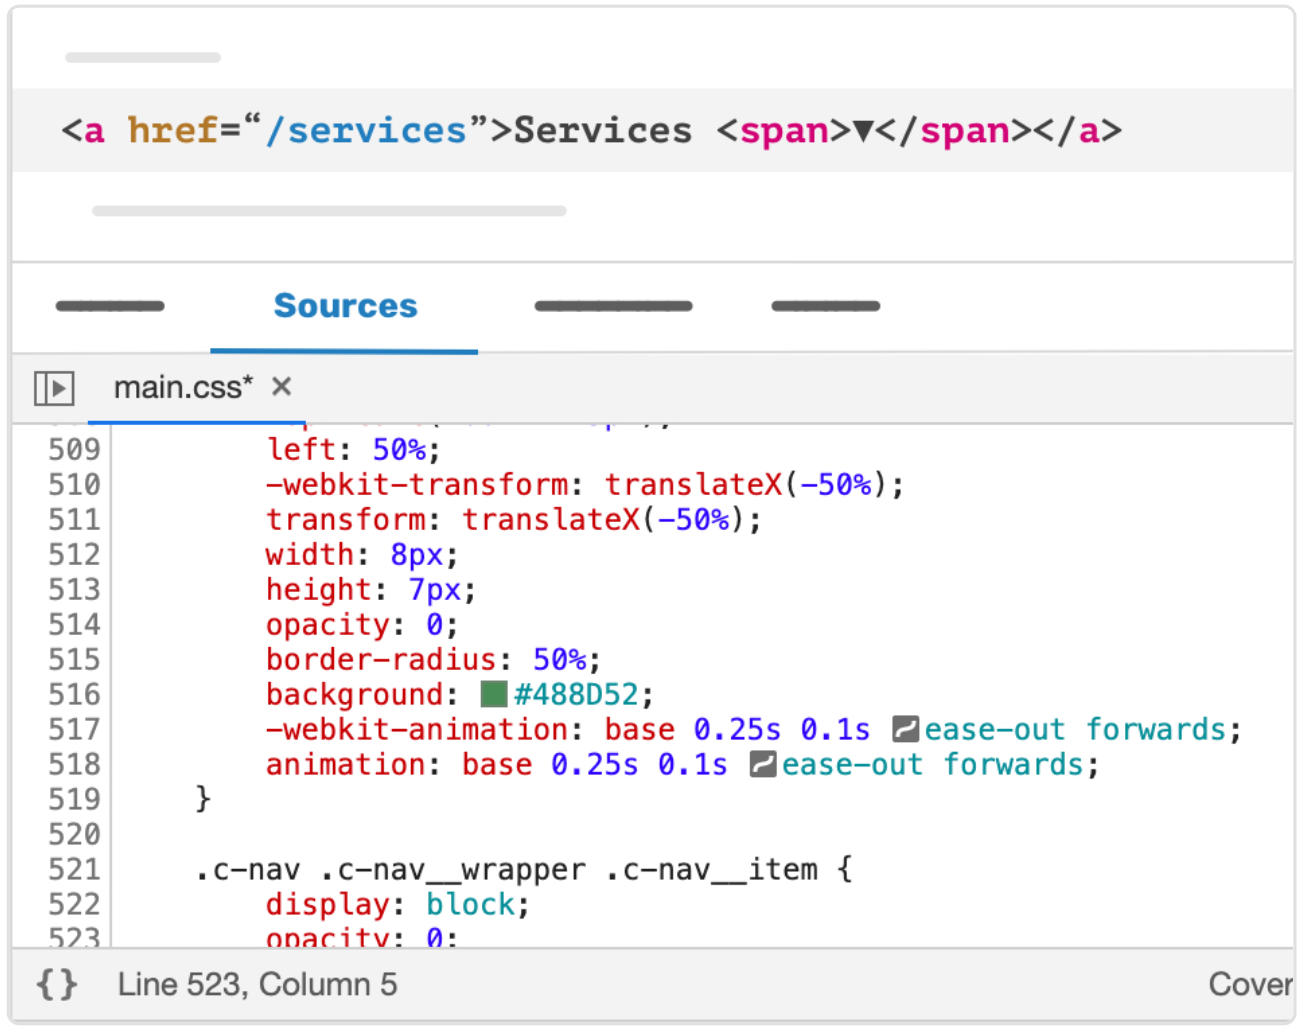 <a href=“/services”>Services <span>▼</span></a>
Sources
main.css*
509 left: 50%;
510 -webkit-transform: translateX(-50%);
511 transform: translateX(-50%);
512 width: 8px;
513 height: 7px;
514 opacity: 0;
515 border-radius: 50%;
516 background: #488D52;
517 -webkit-animation: base 0.25s 0.1s ease-out forwards;
518 animation: base 0.25s 0.1s ease-out forwards;
519 }
520
521 .c-nav .c-nav__wrapper .c-nav__item {
522 display: block;
523 opacity: 0;
{} Line 523, Column 5 Cover